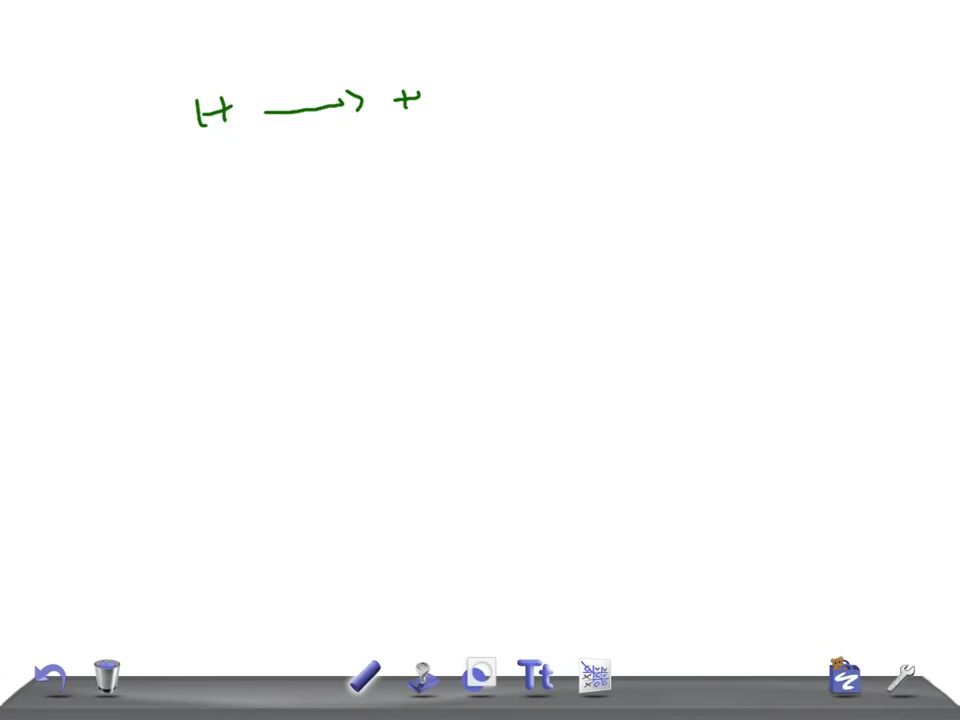 H → +